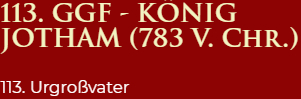 113. GGF - KÖNIG
JOTHAM (783 V. CHR.)
113. Urgroßvater